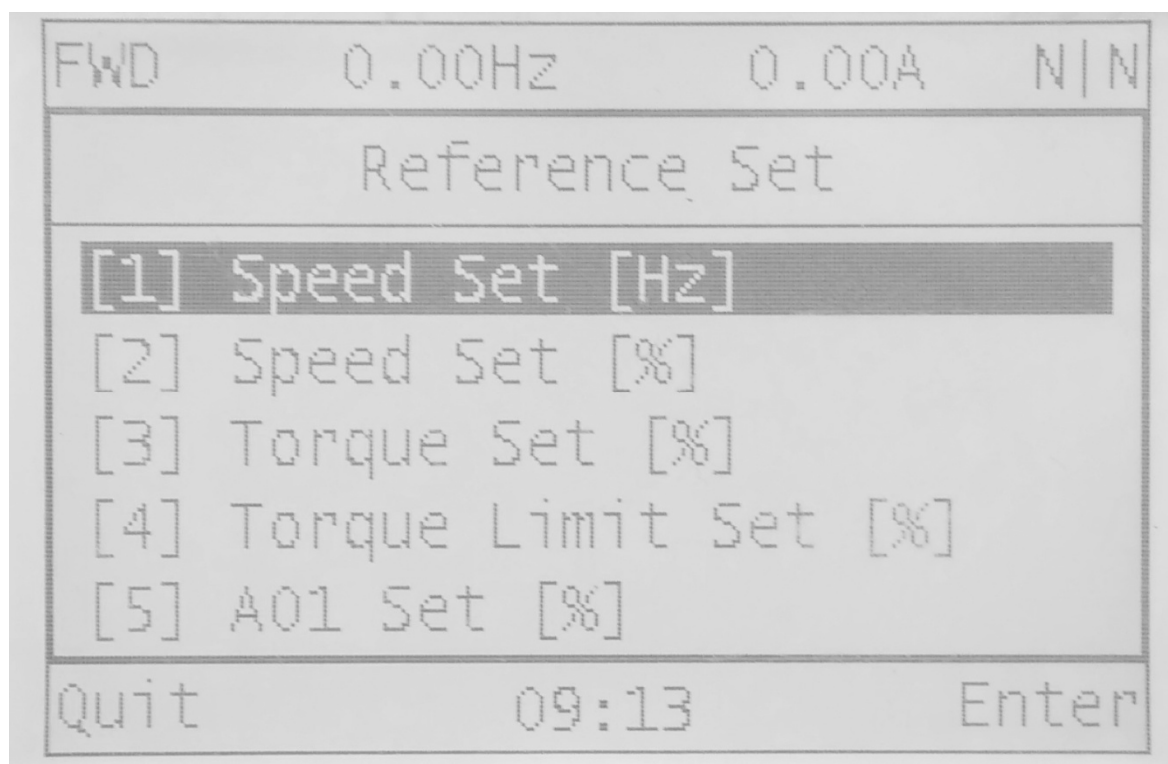 FWD 0.00Hz 0.00A N|N
Reference Set
[1] Speed Set [Hz]
[2] Speed Set [%]
[3] Torque Set [%]
[4] Torque Limit Set [%]
[5] AO1 Set [%]
Quit 09:13 Enter